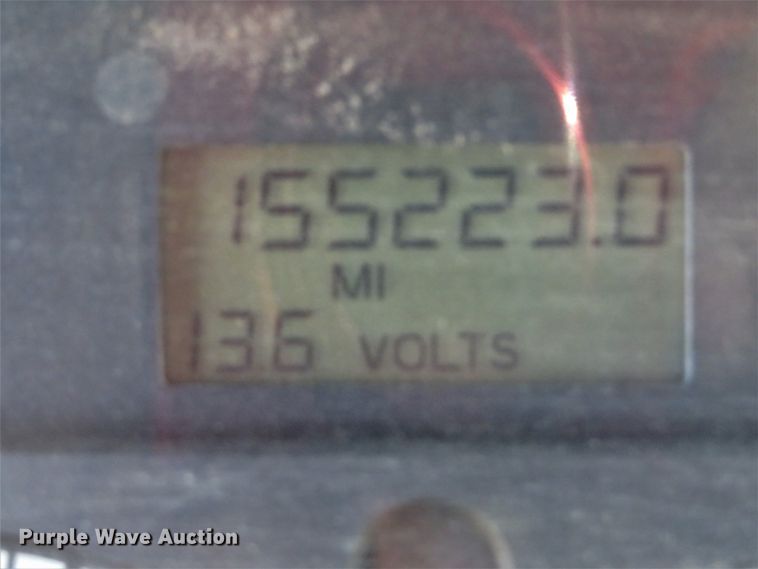 155223.0
MI
13.6 VOLTS
Purple Wave Auction